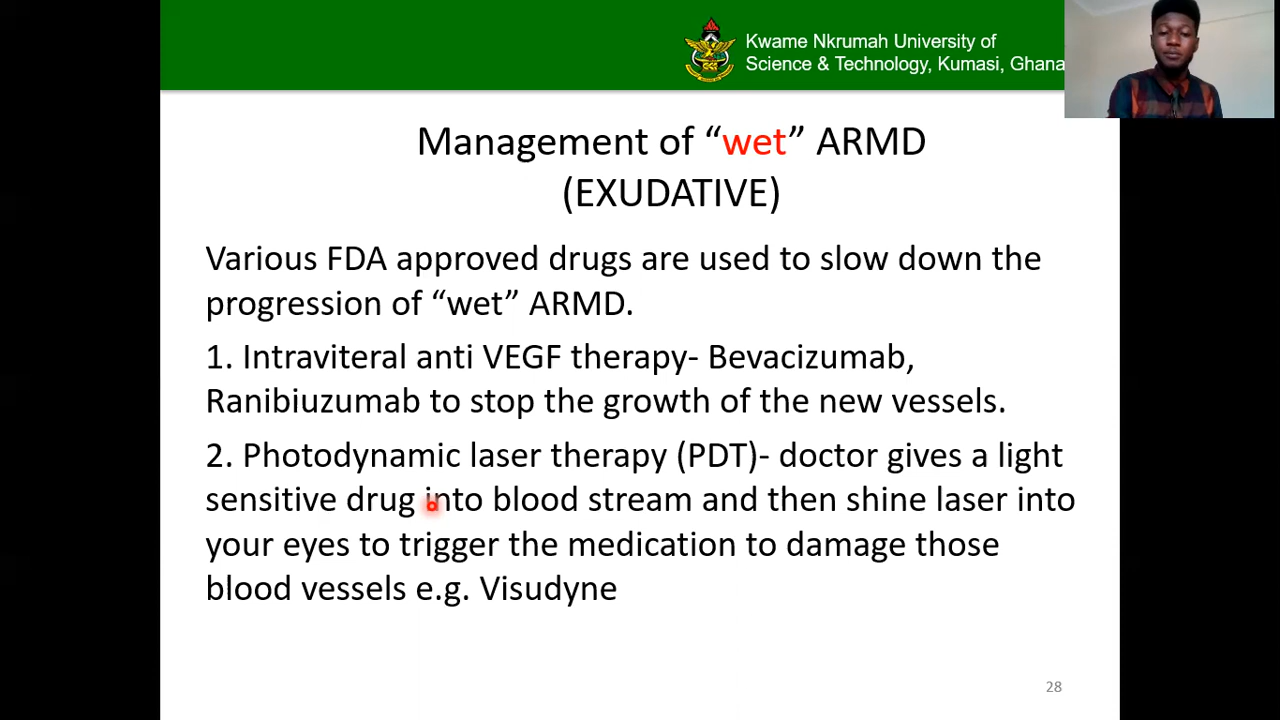 Kwame Nkrumah University of
Science & Technology, Kumasi, Ghana
Management of “wet” ARMD
(EXUDATIVE)
Various FDA approved drugs are used to slow down the
progression of “wet” ARMD.
1. Intraviteral anti VEGF therapy- Bevacizumab,
Ranibiuzumab to stop the growth of the new vessels.
2. Photodynamic laser therapy (PDT)- doctor gives a light
sensitive drug into blood stream and then shine laser into
your eyes to trigger the medication to damage those
blood vessels e.g. Visudyne
28